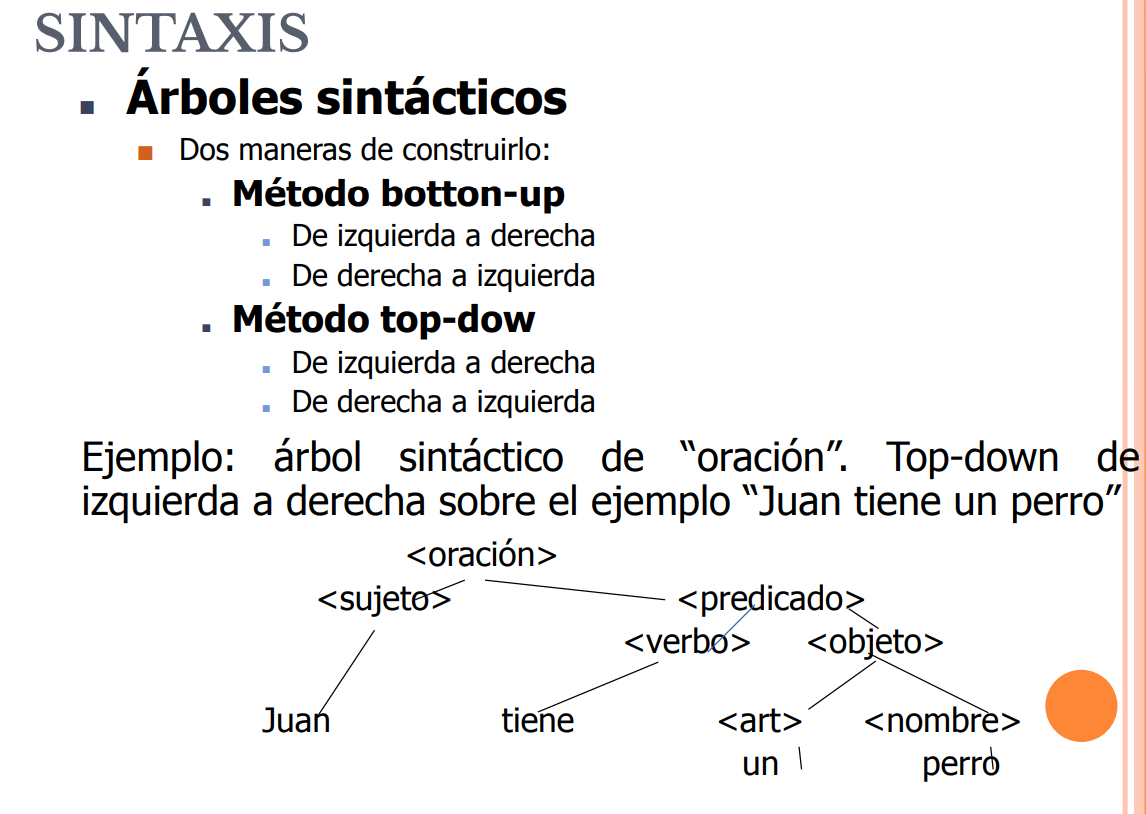 SINTAXIS
Árboles sintácticos
Dos maneras de construirlo:
Método botton-up
De izquierda a derecha
De derecha a izquierda
Método top-dow
De izquierda a derecha
De derecha a izquierda
Ejemplo: árbol sintáctico de “oración”. Top-down de
izquierda a derecha sobre el ejemplo “Juan tiene un perro”
<oración>
<sujeto> <predicado>
<verbo> <objeto>
Juan tiene <art> <nombre>
un perro